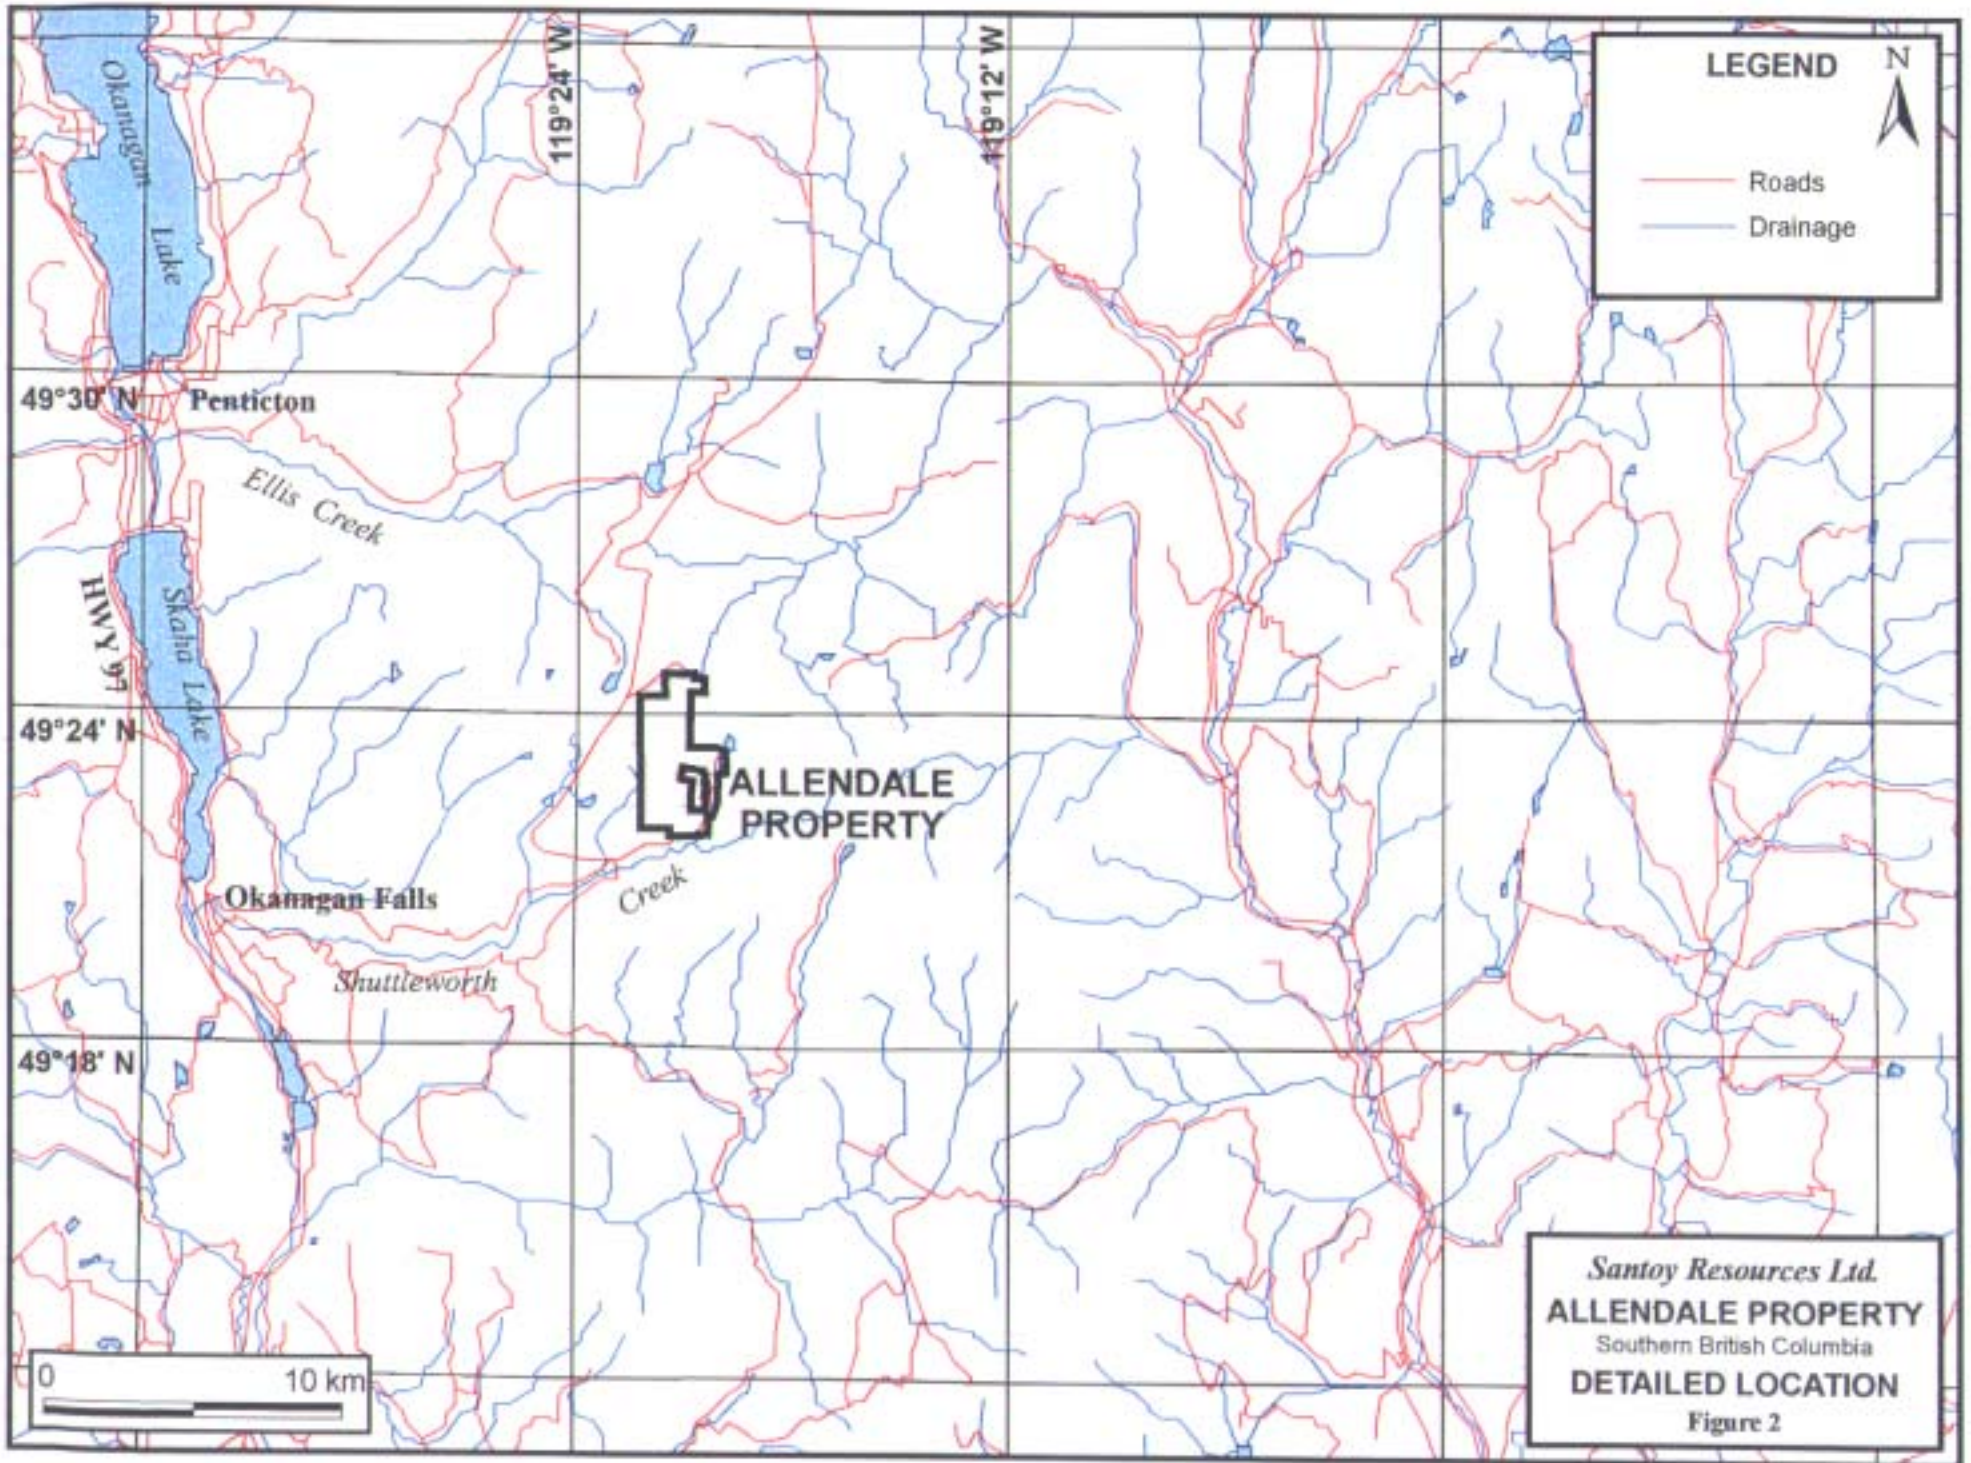 Okanagan Lake
119°24' W
119°12' W
LEGEND
N
Roads
Drainage
49°30' N
Penticton
Ellis Creek
HWY 97
Skaha Lake
49°24' N
ALLENDALE
PROPERTY
Okanagan Falls
Creek
Shuttleworth
49°18' N
0 10 km
Santoy Resources Ltd.
ALLENDALE PROPERTY
Southern British Columbia
DETAILED LOCATION
Figure 2